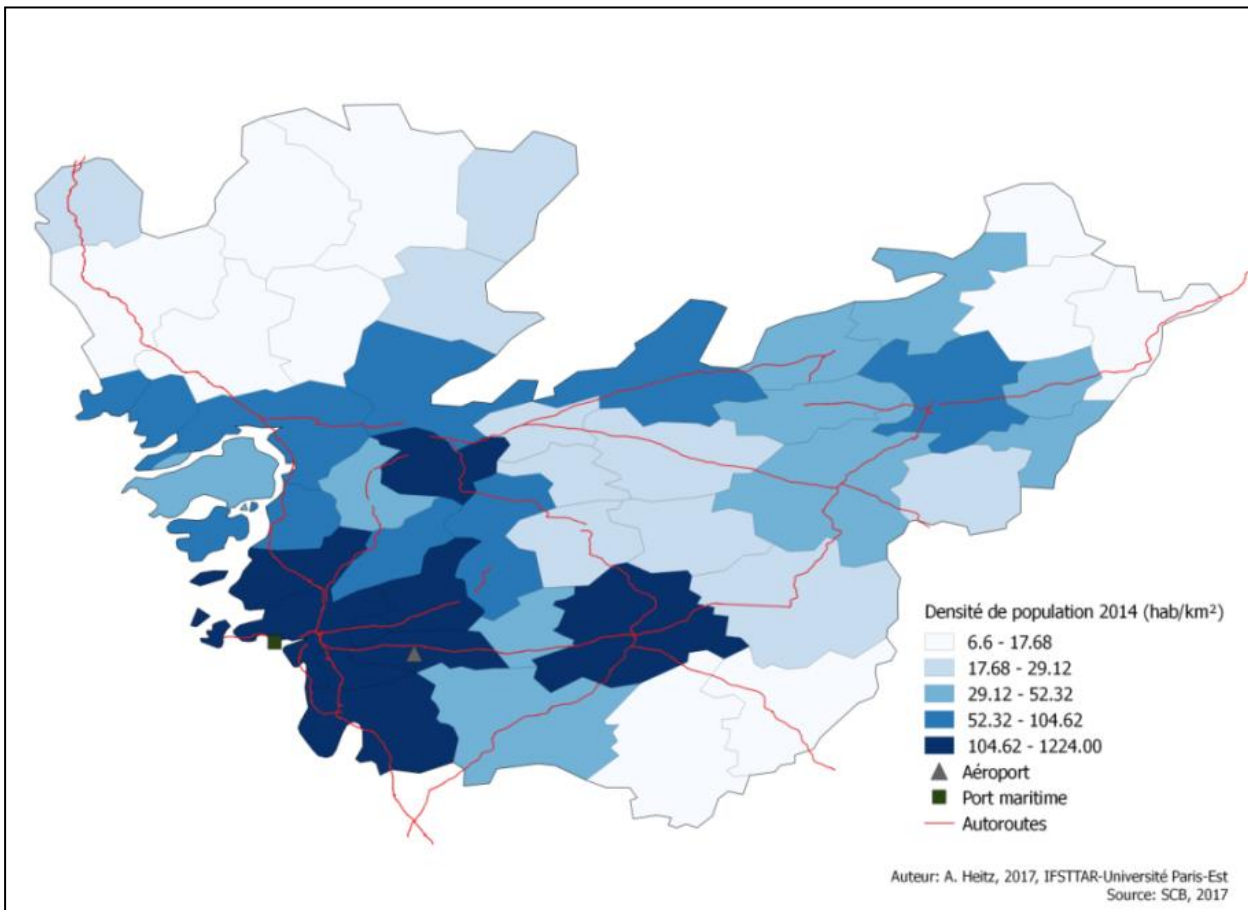 Densité de population 2014 (hab/km²)
6.6 - 17.68
17.68 - 29.12
29.12 - 52.32
52.32 - 104.62
104.62 - 1224.00
Aéroport
Port maritime
Autoroutes
Auteur: A. Heitz, 2017, IFSTTAR-Université Paris-Est
Source: SCB, 2017